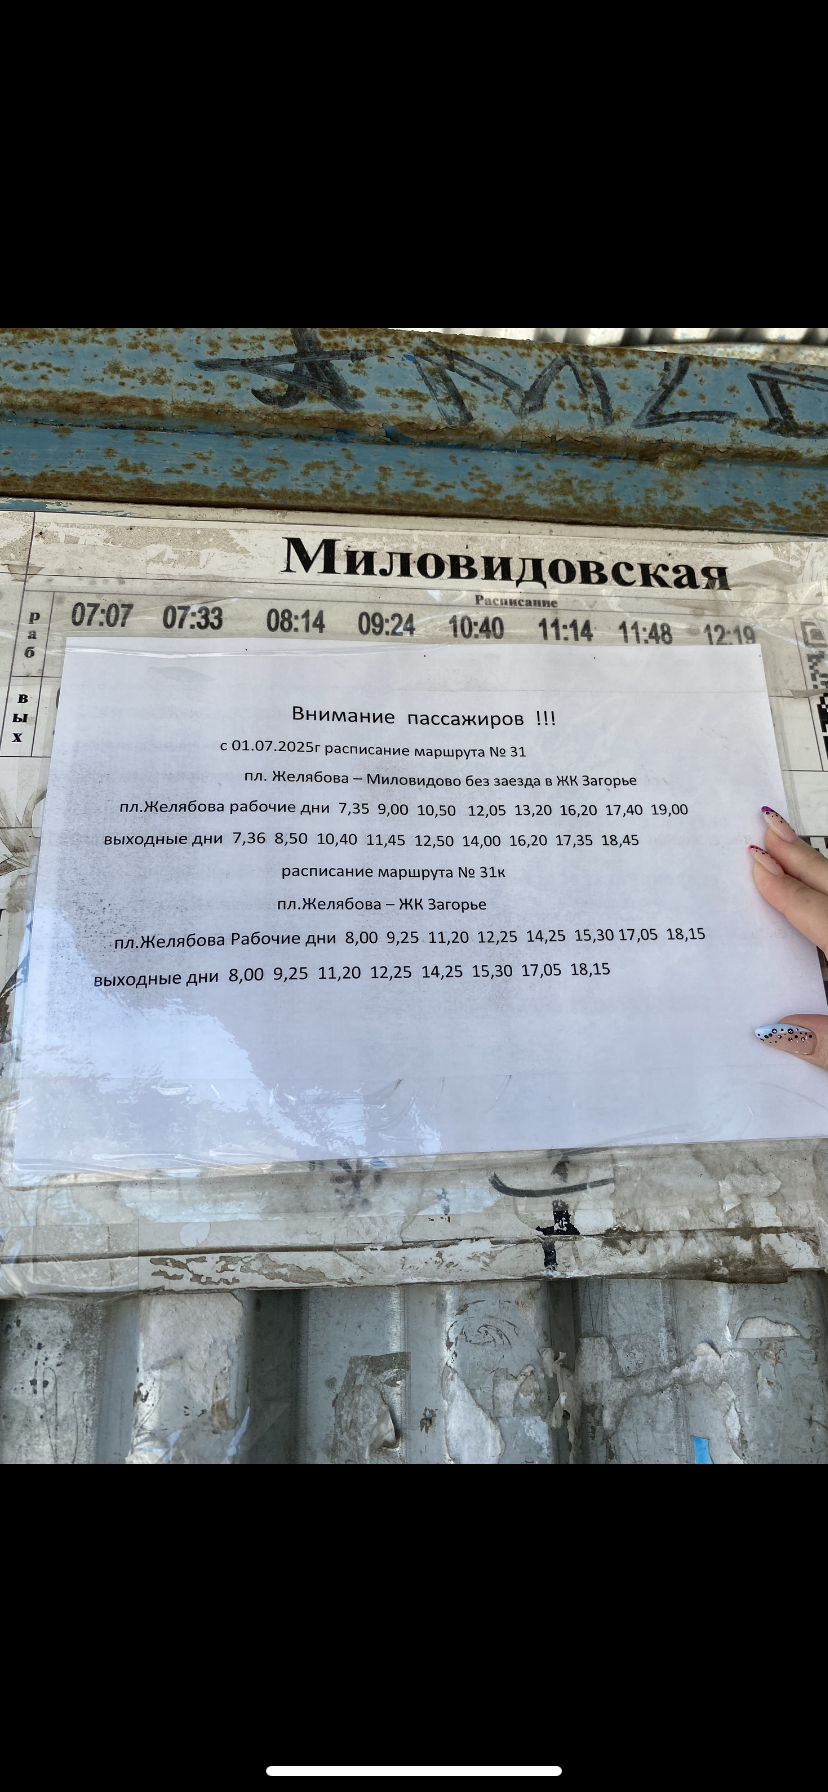 Миловидовская
Расписание
раб
07:07 07:33 08:14 09:24 10:40 11:14 11:48 12:19
вых
Внимание пассажиров !!!
с 01.07.2025г расписание маршрута № 31
пл. Желябова – Миловидово без заезда в ЖК Загорье
пл.Желябова рабочие дни 7,35 9,00 10,50 12,05 13,20 16,20 17,40 19,00
выходные дни 7,36 8,50 10,40 11,45 12,50 14,00 16,20 17,35 18,45
расписание маршрута № 31к
пл.Желябова – ЖК Загорье
пл.Желябова Рабочие дни 8,00 9,25 11,20 12,25 14,25 15,30 17,05 18,15
выходные дни 8,00 9,25 11,20 12,25 14,25 15,30 17,05 18,15